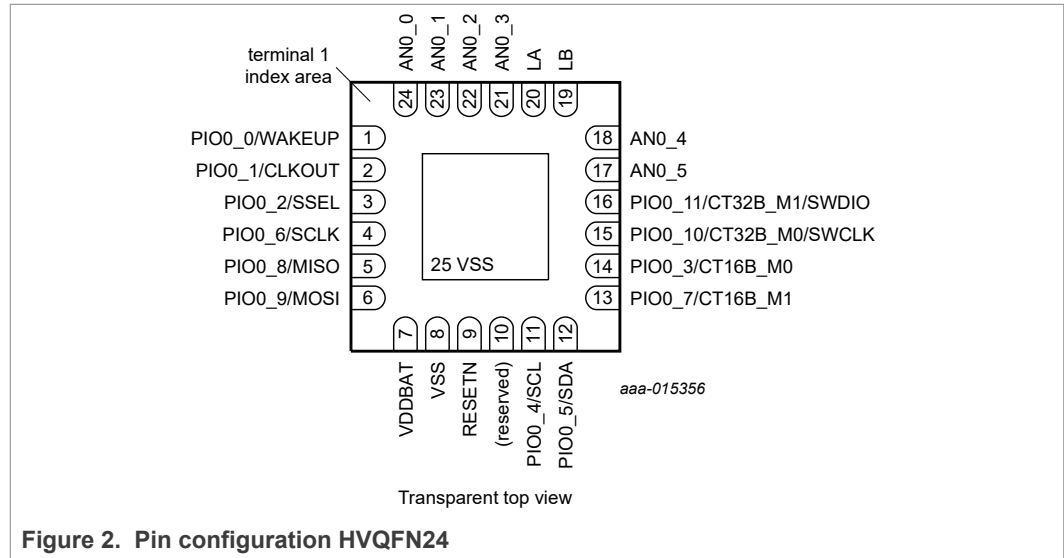 AN0_0
AN0_1
AN0_2
AN0_3
LA
LB
terminal 1
index area
24
23
22
21
20
19
PIO0_0/WAKEUP 1
PIO0_1/CLKOUT 2
PIO0_2/SSEL 3
PIO0_6/SCLK 4
PIO0_8/MISO 5
PIO0_9/MOSI 6
18 AN0_4
17 AN0_5
16 PIO0_11/CT32B_M1/SWDIO
15 PIO0_10/CT32B_M0/SWCLK
14 PIO0_3/CT16B_M0
13 PIO0_7/CT16B_M1
25 VSS
7
8
9
10
11
12
VDDBAT
VSS
RESETN
(reserved)
PIO0_4/SCL
PIO0_5/SDA
aaa-015356
Transparent top view
Figure 2. Pin configuration HVQFN24